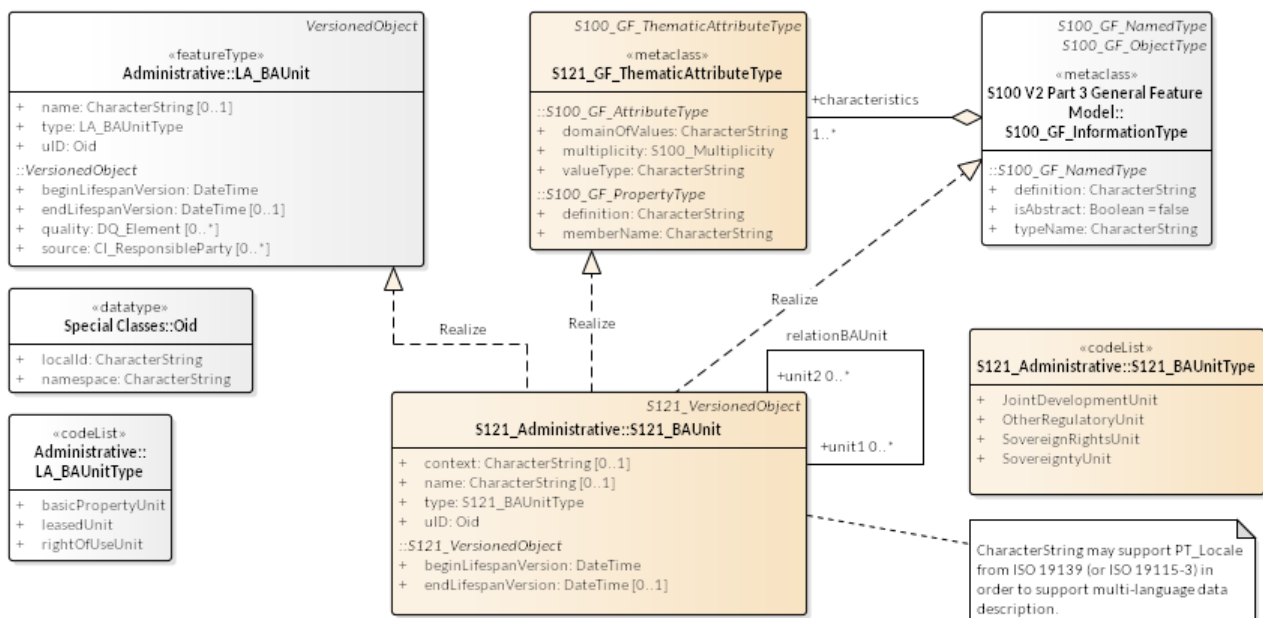 VersionedObject
«featureType»
Administrative::LA_BAUnit
+ name: CharacterString [0..1]
+ type: LA_BAUnitType
+ uID: Oid
::VersionedObject
+ beginLifespanVersion: DateTime
+ endLifespanVersion: DateTime [0..1]
+ quality: DQ_Element [0..*]
+ source: CI_ResponsibleParty [0..*]
S100_GF_ThematicAttributeType
«metaclass»
S121_GF_ThematicAttributeType
::S100_GF_AttributeType
+ domainOfValues: CharacterString
+ multiplicity: S100_Multiplicity
+ valueType: CharacterString
::S100_GF_PropertyType
+ definition: CharacterString
+ memberName: CharacterString
+characteristics
1..*
S100_GF_NamedType
S100_GF_ObjectType
«metaclass»
S100 V2 Part 3 General Feature
Model::
S100_GF_InformationType
::S100_GF_NamedType
+ definition: CharacterString
+ isAbstract: Boolean = false
+ typeName: CharacterString
«datatype»
Special Classes::Oid
+ localId: CharacterString
+ namespace: CharacterString
Realize
Realize
Realize
relationBAUnit
+unit2 0..*
+unit1 0..*
«codeList»
Administrative::
LA_BAUnitType
+ basicPropertyUnit
+ leasedUnit
+ rightOfUseUnit
S121_VersionedObject
S121_Administrative::S121_BAUnit
+ context: CharacterString [0..1]
+ name: CharacterString [0..1]
+ type: S121_BAUnitType
+ uID: Oid
::S121_VersionedObject
+ beginLifespanVersion: DateTime
+ endLifespanVersion: DateTime [0..1]
«codeList»
S121_Administrative::S121_BAUnitType
+ JointDevelopmentUnit
+ OtherRegulatoryUnit
+ SovereignRightsUnit
+ SovereigntyUnit
CharacterString may support PT_Locale
from ISO 19139 (or ISO 19115-3) in
order to support multi-language data
description.